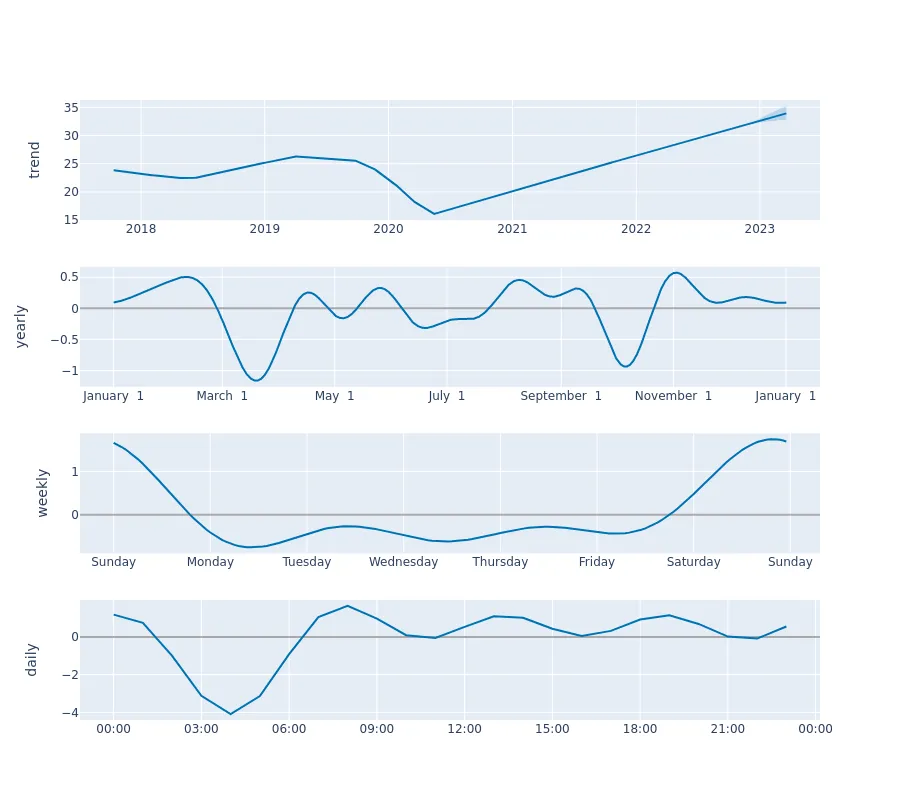 trend
35
30
25
20
15
2018 2019 2020 2021 2022 2023
yearly
0.5
0
−0.5
−1
January 1 March 1 May 1 July 1 September 1 November 1 January 1
weekly
1
0
Sunday Monday Tuesday Wednesday Thursday Friday Saturday Sunday
daily
0
−2
−4
00:00 03:00 06:00 09:00 12:00 15:00 18:00 21:00 00:00